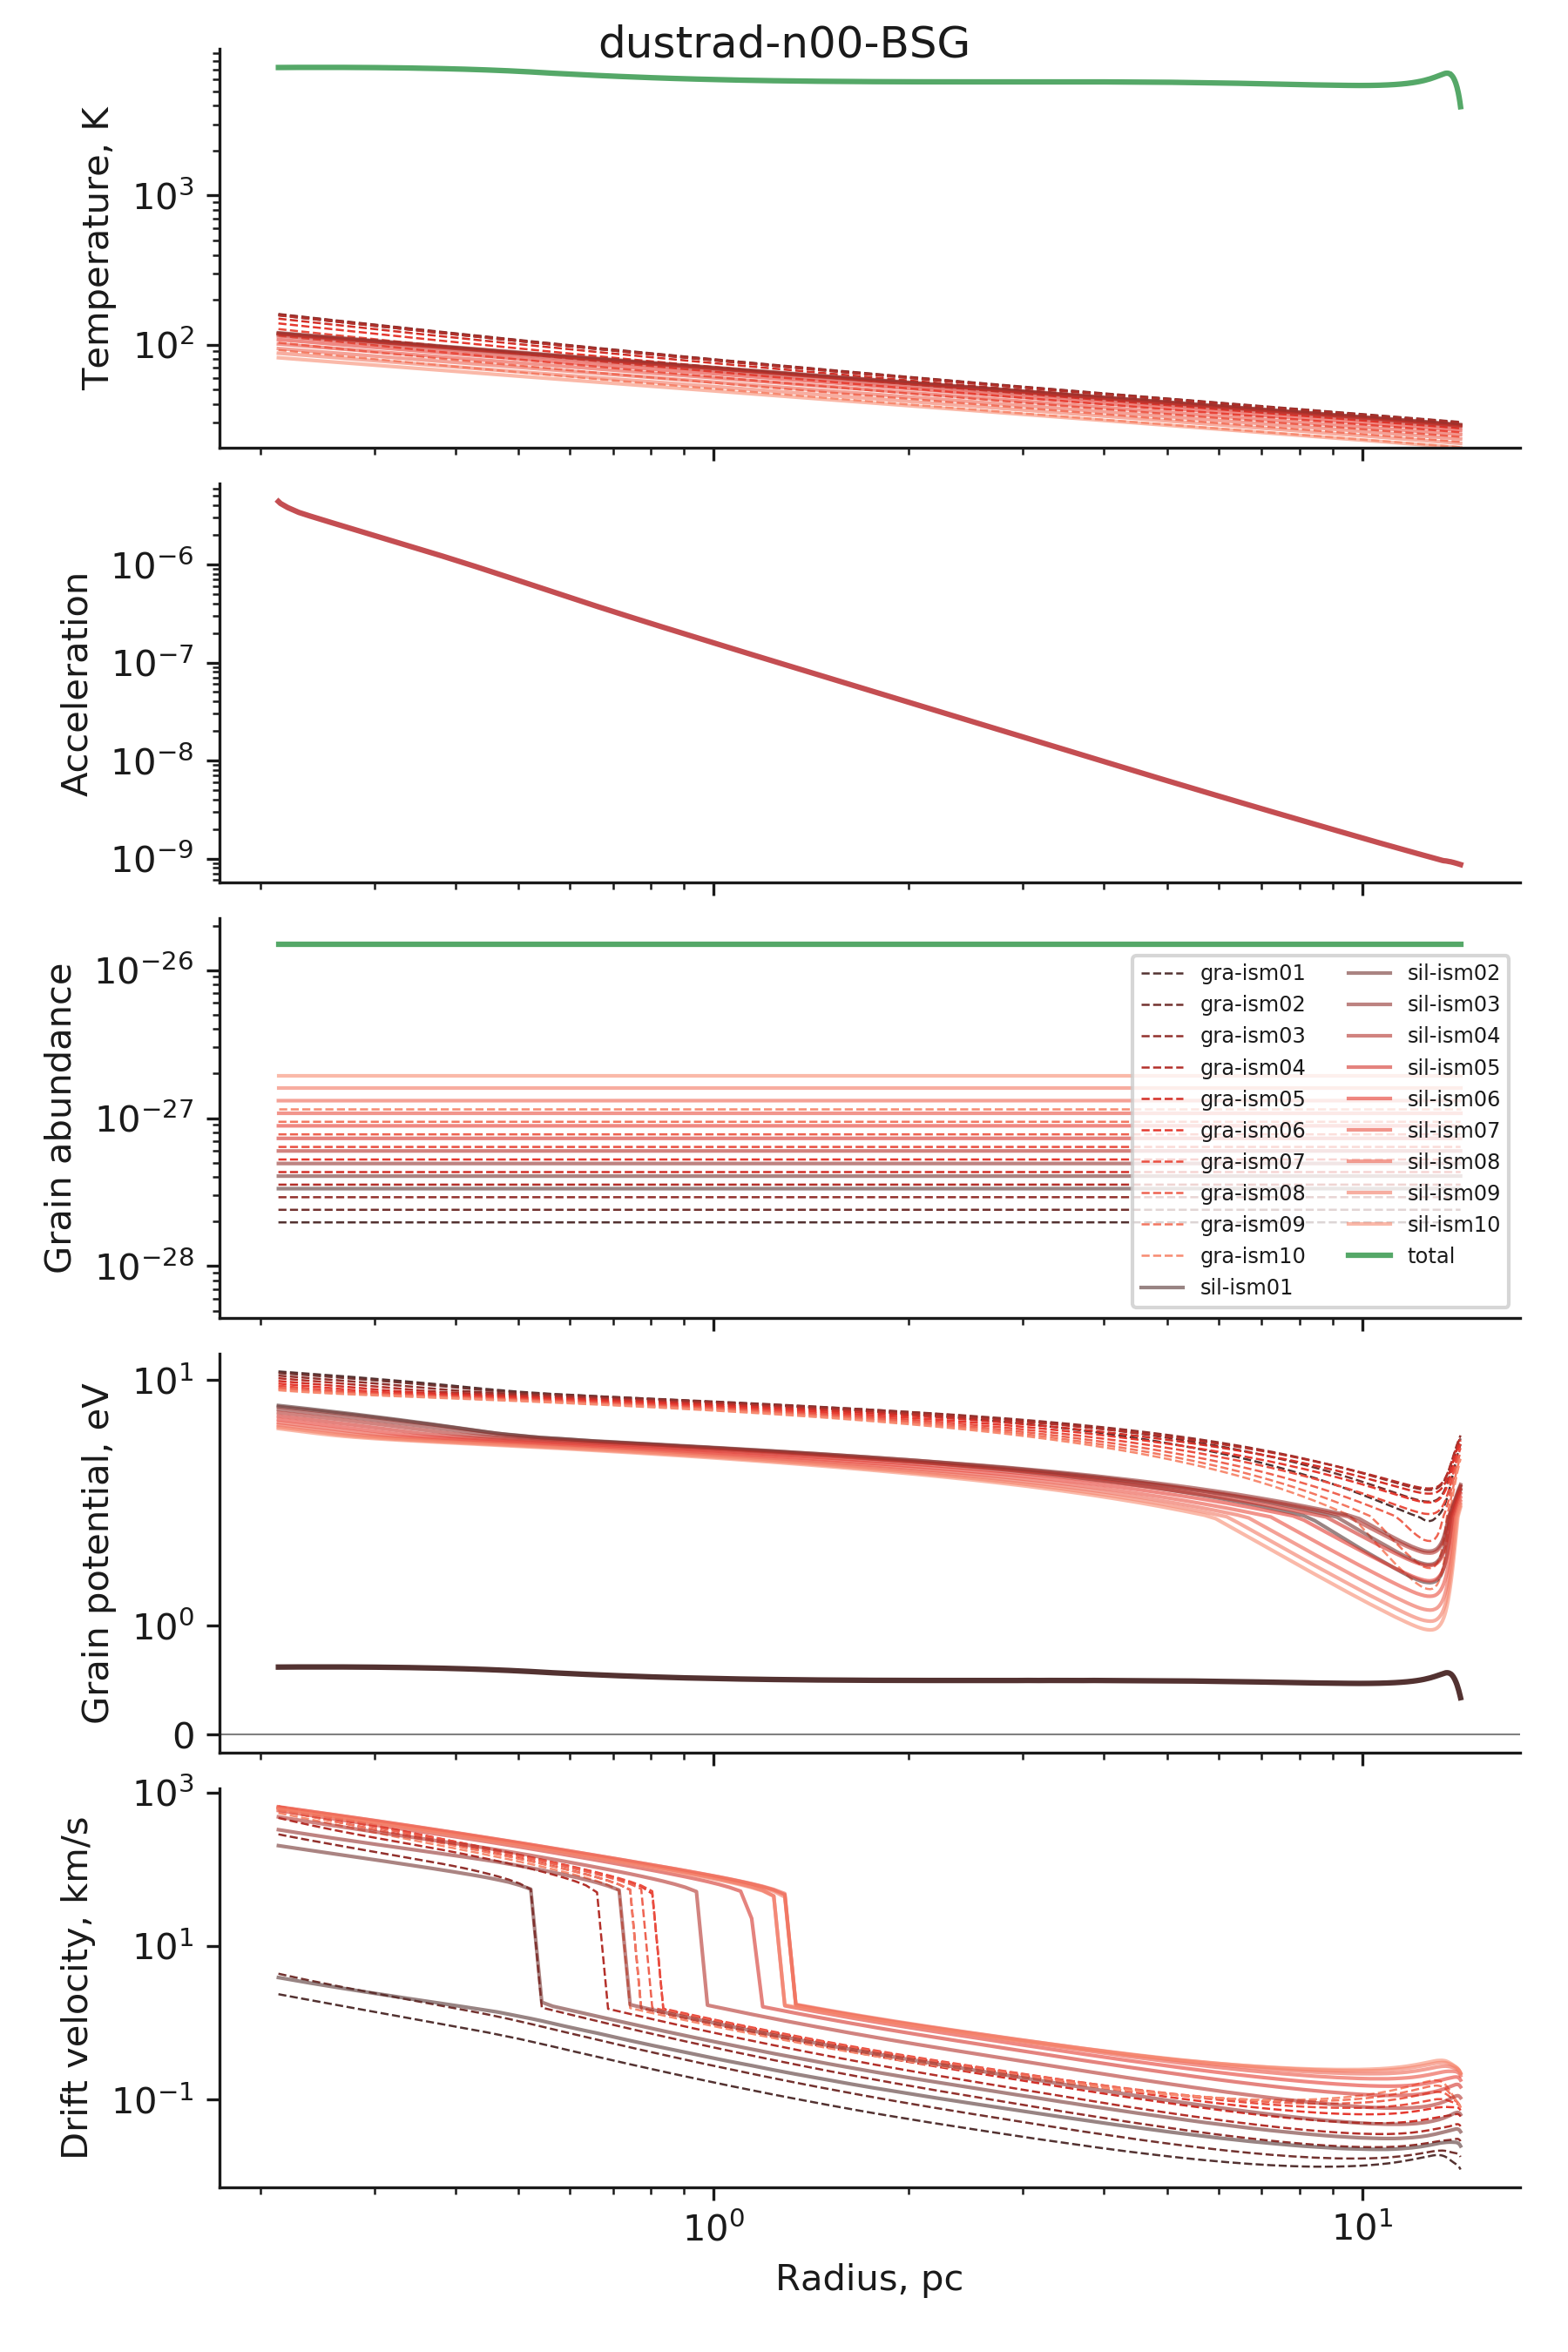 dustrad-n00-BSG
Temperature, K
10³
10²
Acceleration
10⁻⁶
10⁻⁷
10⁻⁸
10⁻⁹
Grain abundance
10⁻²⁶
10⁻²⁷
10⁻²⁸
gra-ism01
gra-ism02
gra-ism03
gra-ism04
gra-ism05
gra-ism06
gra-ism07
gra-ism08
gra-ism09
gra-ism10
sil-ism01
sil-ism02
sil-ism03
sil-ism04
sil-ism05
sil-ism06
sil-ism07
sil-ism08
sil-ism09
sil-ism10
total
Grain potential, eV
10¹
10⁰
0
Drift velocity, km/s
10³
10¹
10⁻¹
10⁰
10¹
Radius, pc